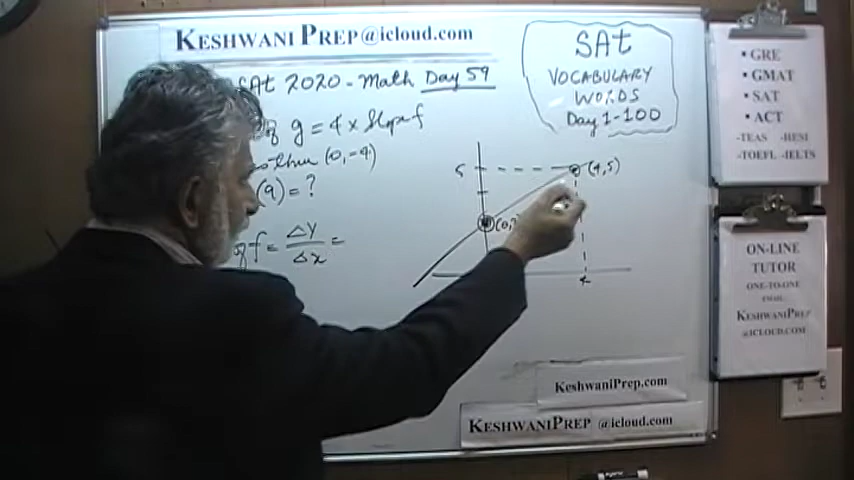 KESHWANI PREP@icloud.com
SAt 2020 - Math Day 59
g = 4 x Slope f
(0, -4)
(9) = ?
f = ΔY/Δx =
5
(4,5)
(0,
4
SAt
VOCABULARY
WORDS
Day 1-100
• GRE
• GMAT
• SAT
• ACT
-TEAS -HESI
-TOEFL -IELTS
ON-LINE
TUTOR
ONE-TO-ONE
EMAIL
KESHWANIPREP
@ICLOUD.COM
KESHWANIPREP.COM
KESHWANIPREP @icloud.com